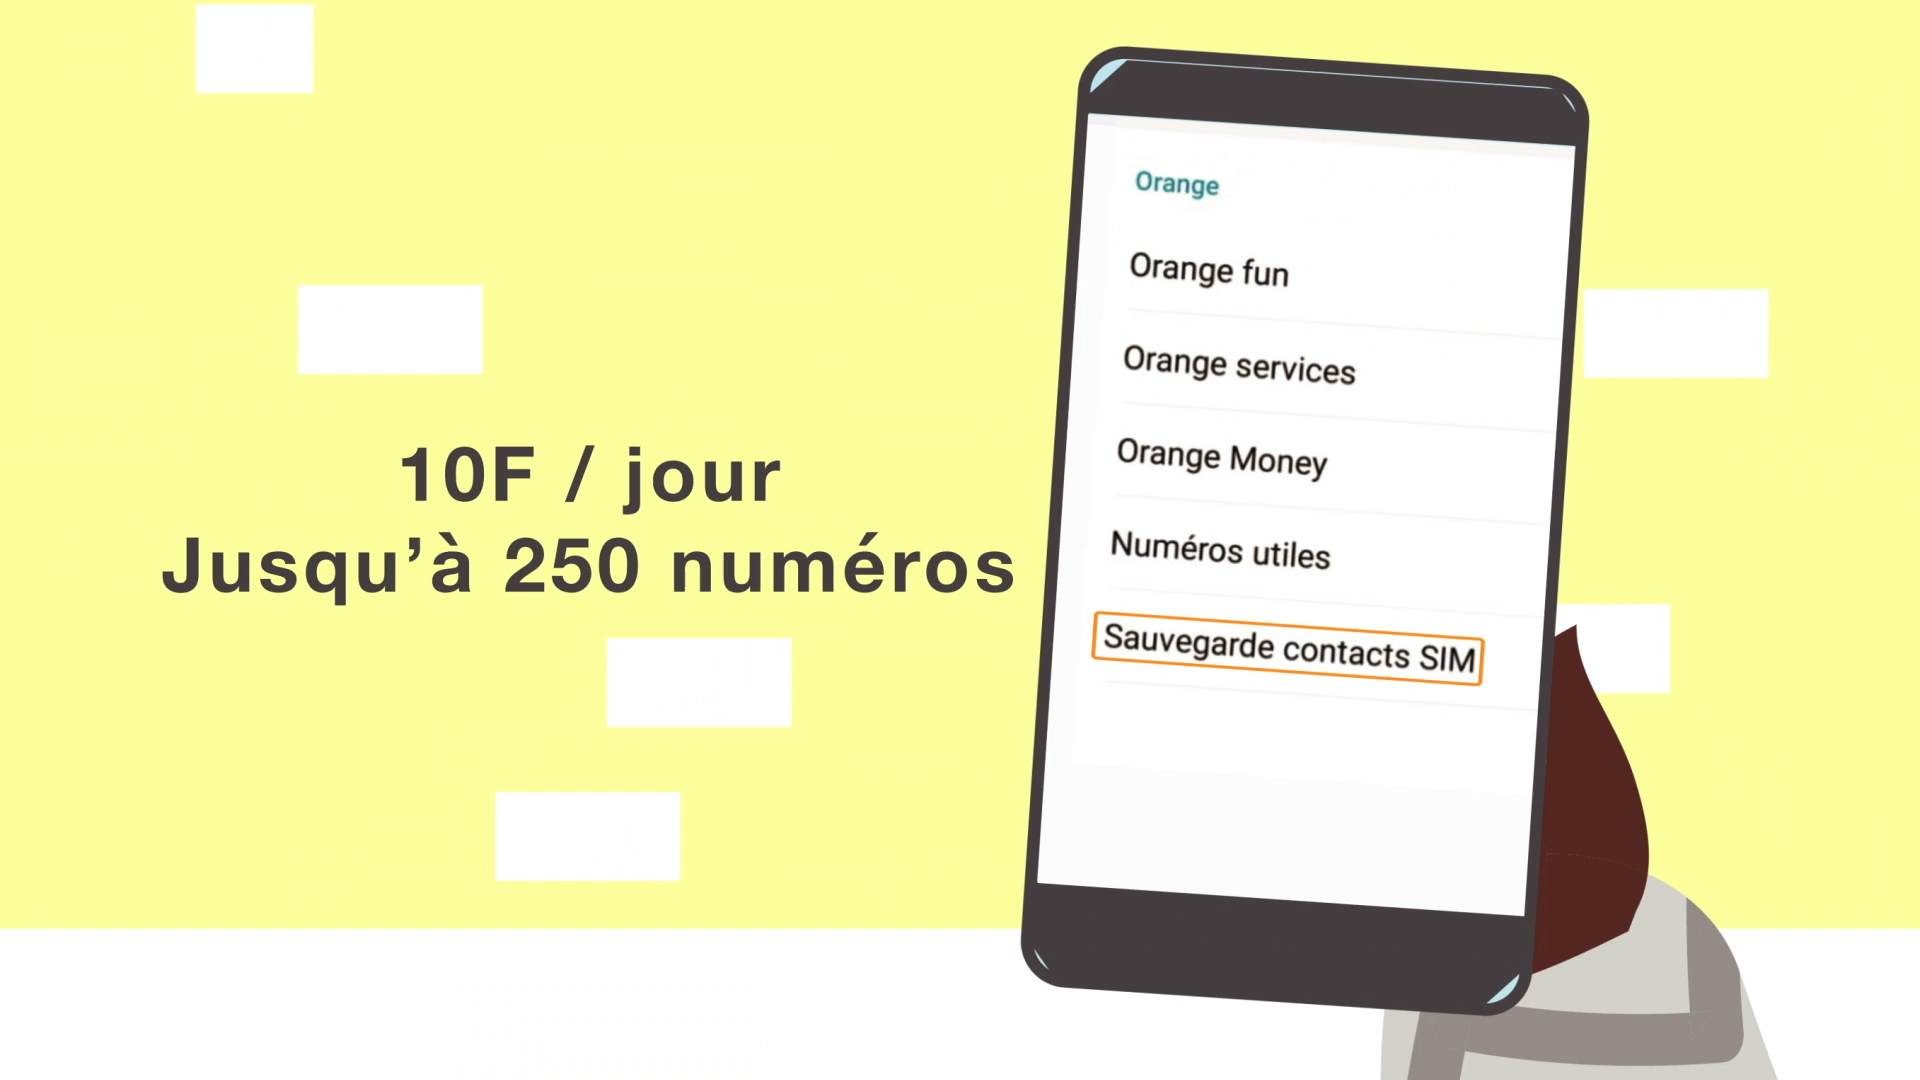 10F / jour
Jusqu’à 250 numéros
Orange
Orange fun
Orange services
Orange Money
Numéros utiles
Sauvegarde contacts SIM